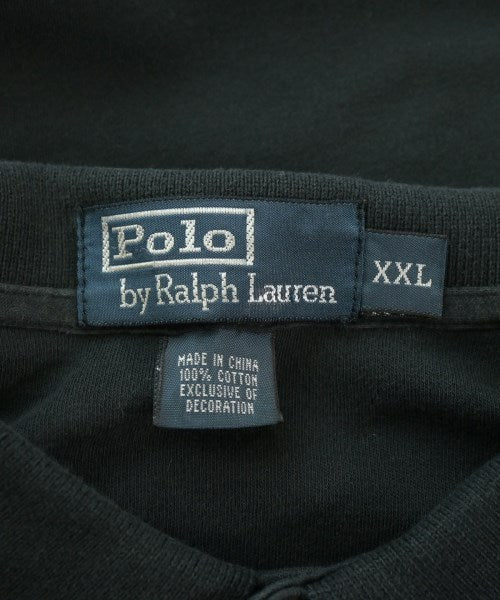 Polo
by Ralph Lauren
XXL
MADE IN CHINA
100% COTTON
EXCLUSIVE OF
DECORATION